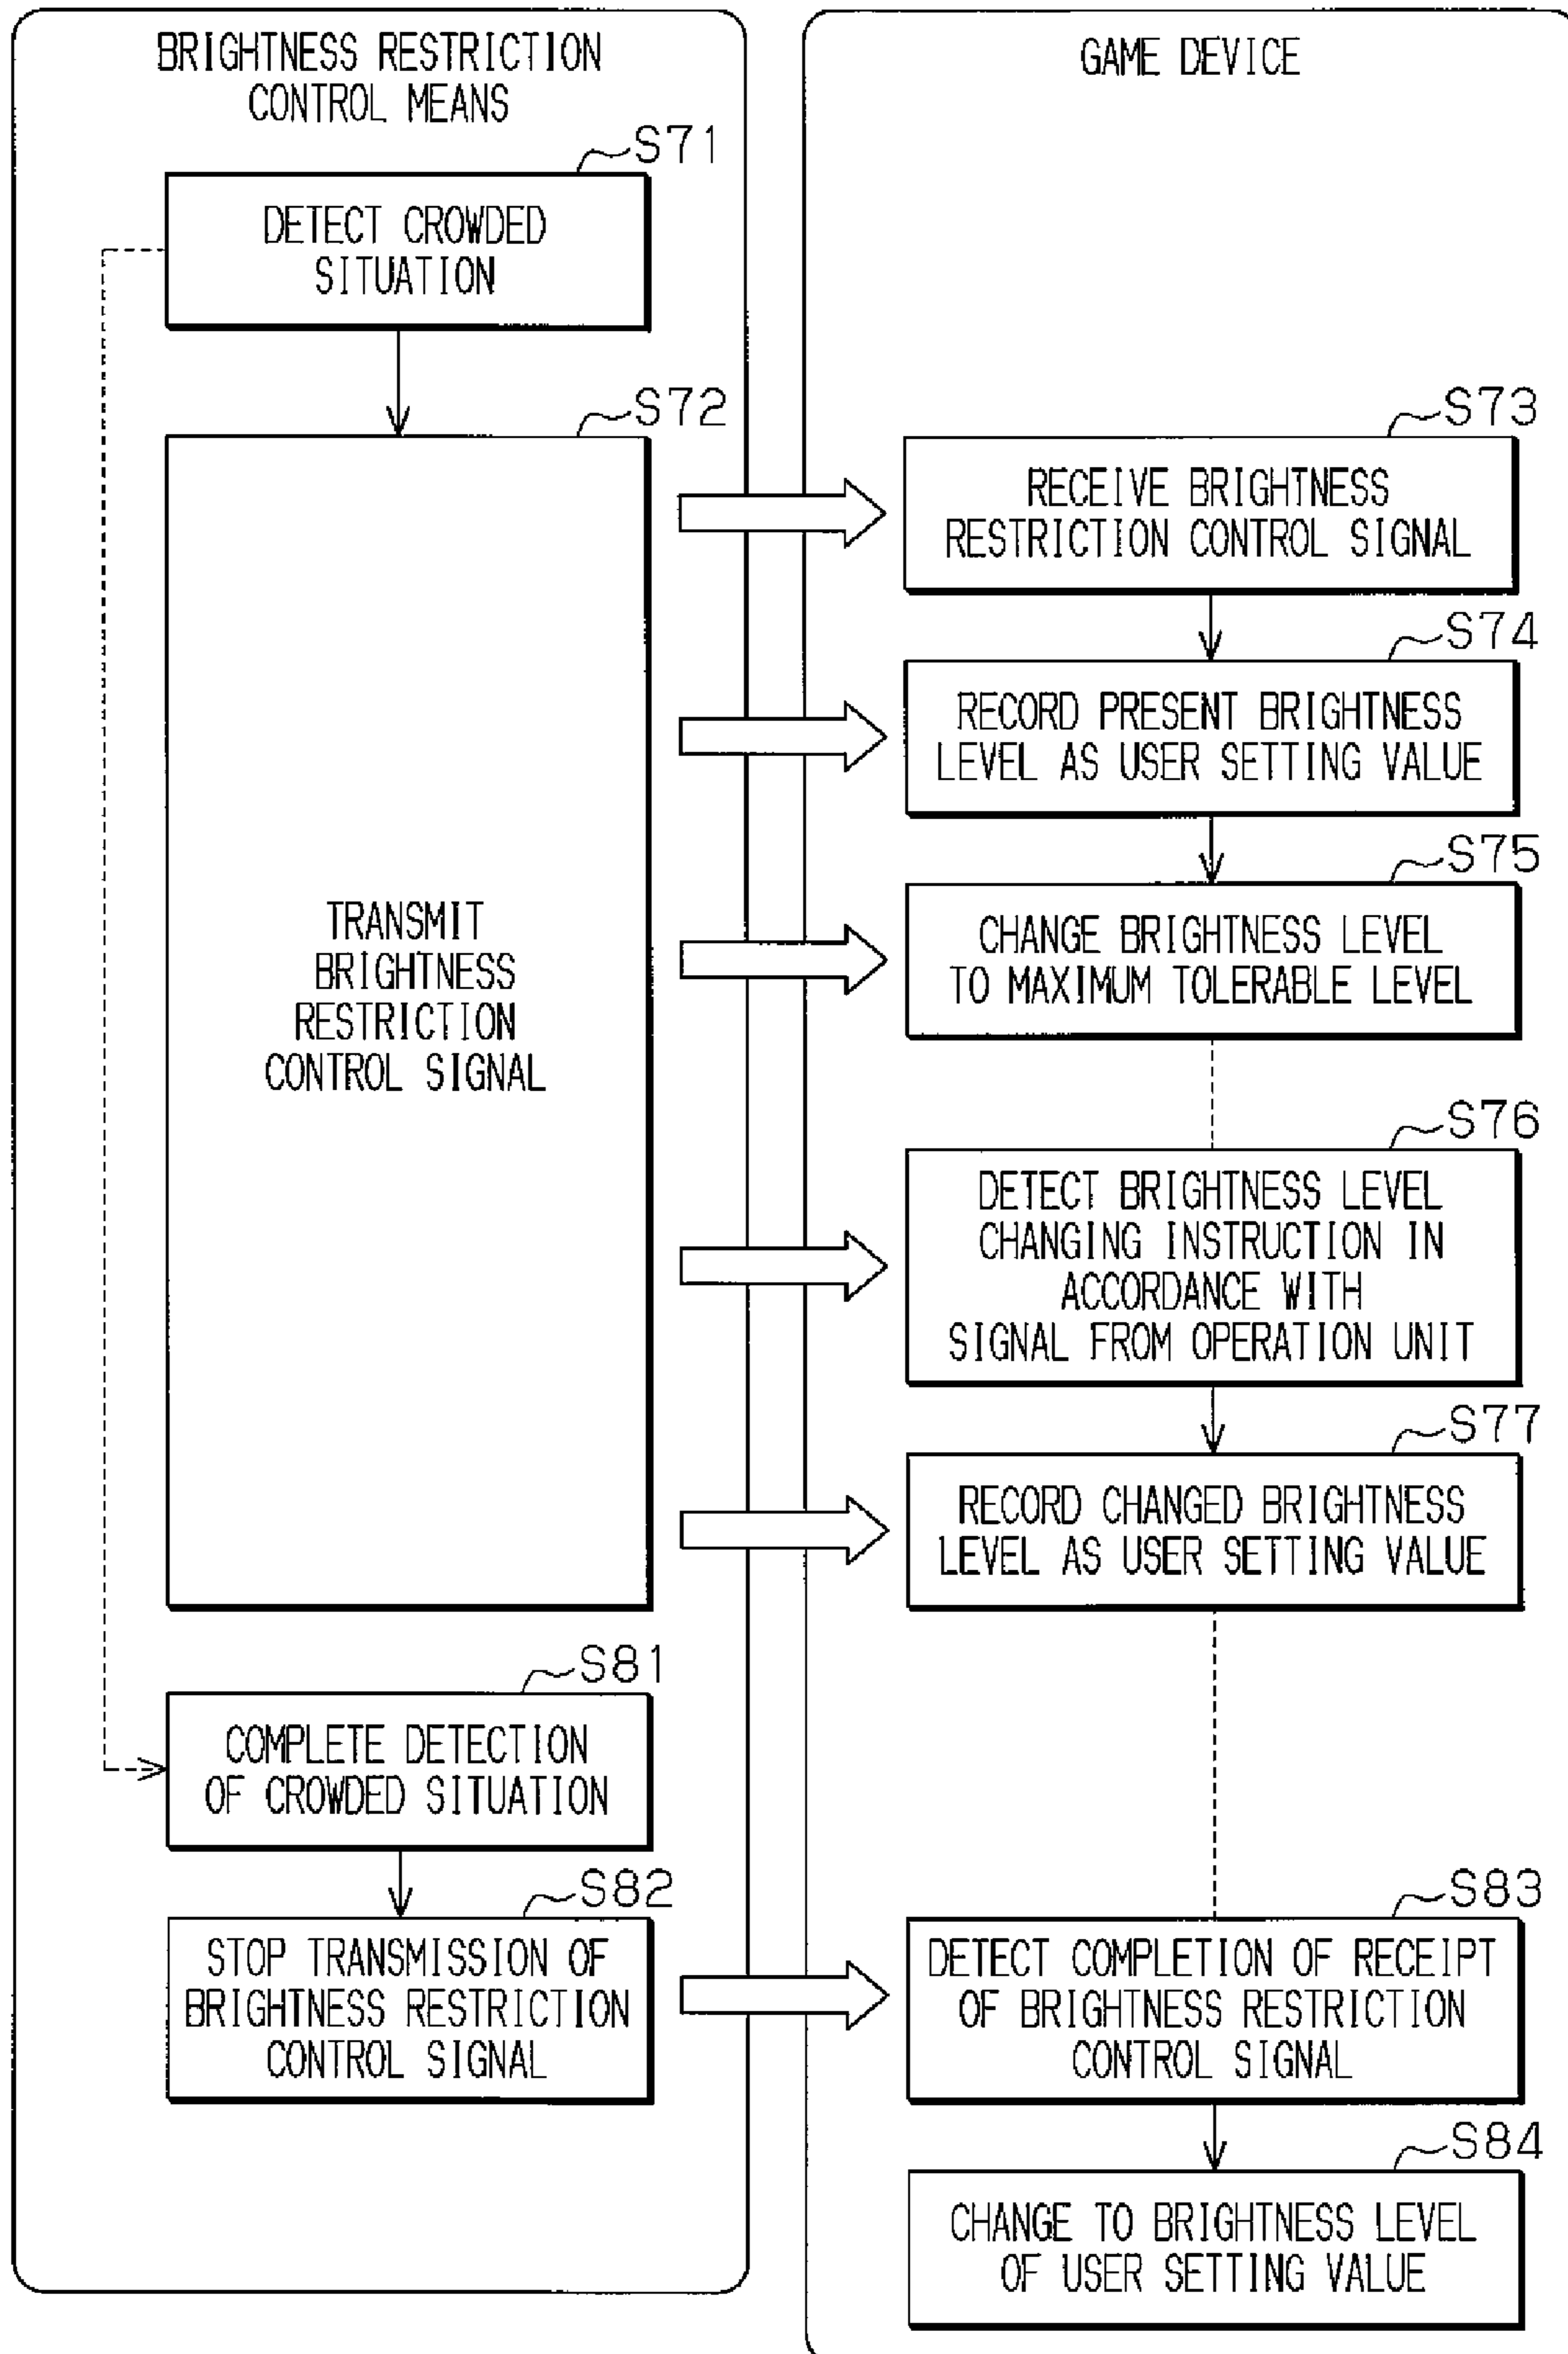 BRIGHTNESS RESTRICTION
CONTROL MEANS
S71
DETECT CROWDED
SITUATION
S72
TRANSMIT
BRIGHTNESS
RESTRICTION
CONTROL SIGNAL
S81
COMPLETE DETECTION
OF CROWDED SITUATION
S82
STOP TRANSMISSION OF
BRIGHTNESS RESTRICTION
CONTROL SIGNAL
GAME DEVICE
S73
RECEIVE BRIGHTNESS
RESTRICTION CONTROL SIGNAL
S74
RECORD PRESENT BRIGHTNESS
LEVEL AS USER SETTING VALUE
S75
CHANGE BRIGHTNESS LEVEL
TO MAXIMUM TOLERABLE LEVEL
S76
DETECT BRIGHTNESS LEVEL
CHANGING INSTRUCTION IN
ACCORDANCE WITH
SIGNAL FROM OPERATION UNIT
S77
RECORD CHANGED BRIGHTNESS
LEVEL AS USER SETTING VALUE
S83
DETECT COMPLETION OF RECEIPT
OF BRIGHTNESS RESTRICTION
CONTROL SIGNAL
S84
CHANGE TO BRIGHTNESS LEVEL
OF USER SETTING VALUE